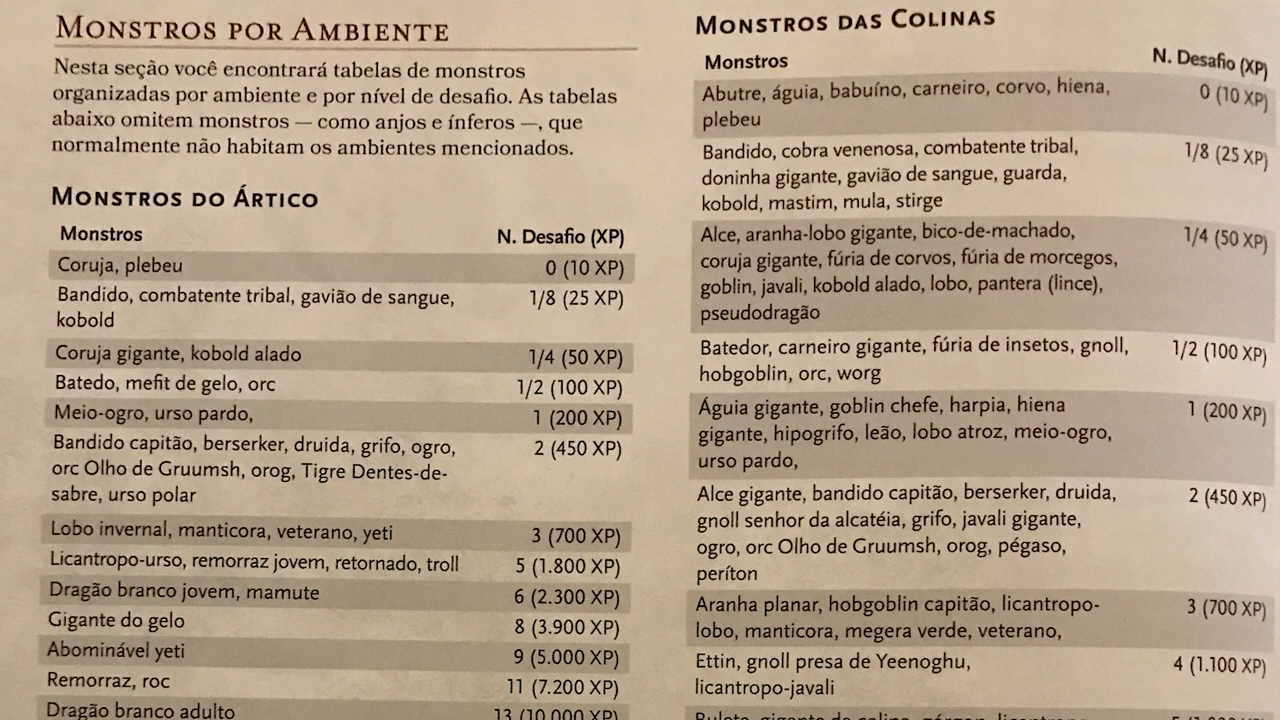 Monstros por Ambiente
Nesta seção você encontrará tabelas de monstros
organizadas por ambiente e por nível de desafio. As tabelas
abaixo omitem monstros — como anjos e ínferos —, que
normalmente não habitam os ambientes mencionados.
Monstros do Ártico
Monstros N. Desafio (XP)
Coruja, plebeu 0 (10 XP)
Bandido, combatente tribal, gavião de sangue, 1/8 (25 XP)
kobold
Coruja gigante, kobold alado 1/4 (50 XP)
Batedo, mefit de gelo, orc 1/2 (100 XP)
Meio-ogro, urso pardo, 1 (200 XP)
Bandido capitão, berserker, druida, grifo, ogro, 2 (450 XP)
orc Olho de Gruumsh, orog, Tigre Dentes-de-
sabre, urso polar
Lobo invernal, manticora, veterano, yeti 3 (700 XP)
Licantropo-urso, remorraz jovem, retornado, troll 5 (1.800 XP)
Dragão branco jovem, mamute 6 (2.300 XP)
Gigante do gelo 8 (3.900 XP)
Abominável yeti 9 (5.000 XP)
Remorraz, roc 11 (7.200 XP)
Dragão branco adulto 13 (10.000 XP)
Monstros das Colinas
Monstros N. Desafio (XP)
Abutre, águia, babuíno, carneiro, corvo, hiena, 0 (10 XP)
plebeu
Bandido, cobra venenosa, combatente tribal, 1/8 (25 XP)
doninha gigante, gavião de sangue, guarda,
kobold, mastim, mula, stirge
Alce, aranha-lobo gigante, bico-de-machado, 1/4 (50 XP)
coruja gigante, fúria de corvos, fúria de morcegos,
goblin, javali, kobold alado, lobo, pantera (lince),
pseudodragão
Batedor, carneiro gigante, fúria de insetos, gnoll, 1/2 (100 XP)
hobgoblin, orc, worg
Águia gigante, goblin chefe, harpia, hiena 1 (200 XP)
gigante, hipogrifo, leão, lobo atroz, meio-ogro,
urso pardo,
Alce gigante, bandido capitão, berserker, druida, 2 (450 XP)
gnoll senhor da alcatéia, grifo, javali gigante,
ogro, orc Olho de Gruumsh, orog, pégaso,
períton
Aranha planar, hobgoblin capitão, licantropo- 3 (700 XP)
lobo, manticora, megera verde, veterano,
Ettin, gnoll presa de Yeenoghu, 4 (1.100 XP)
licantropo-javali